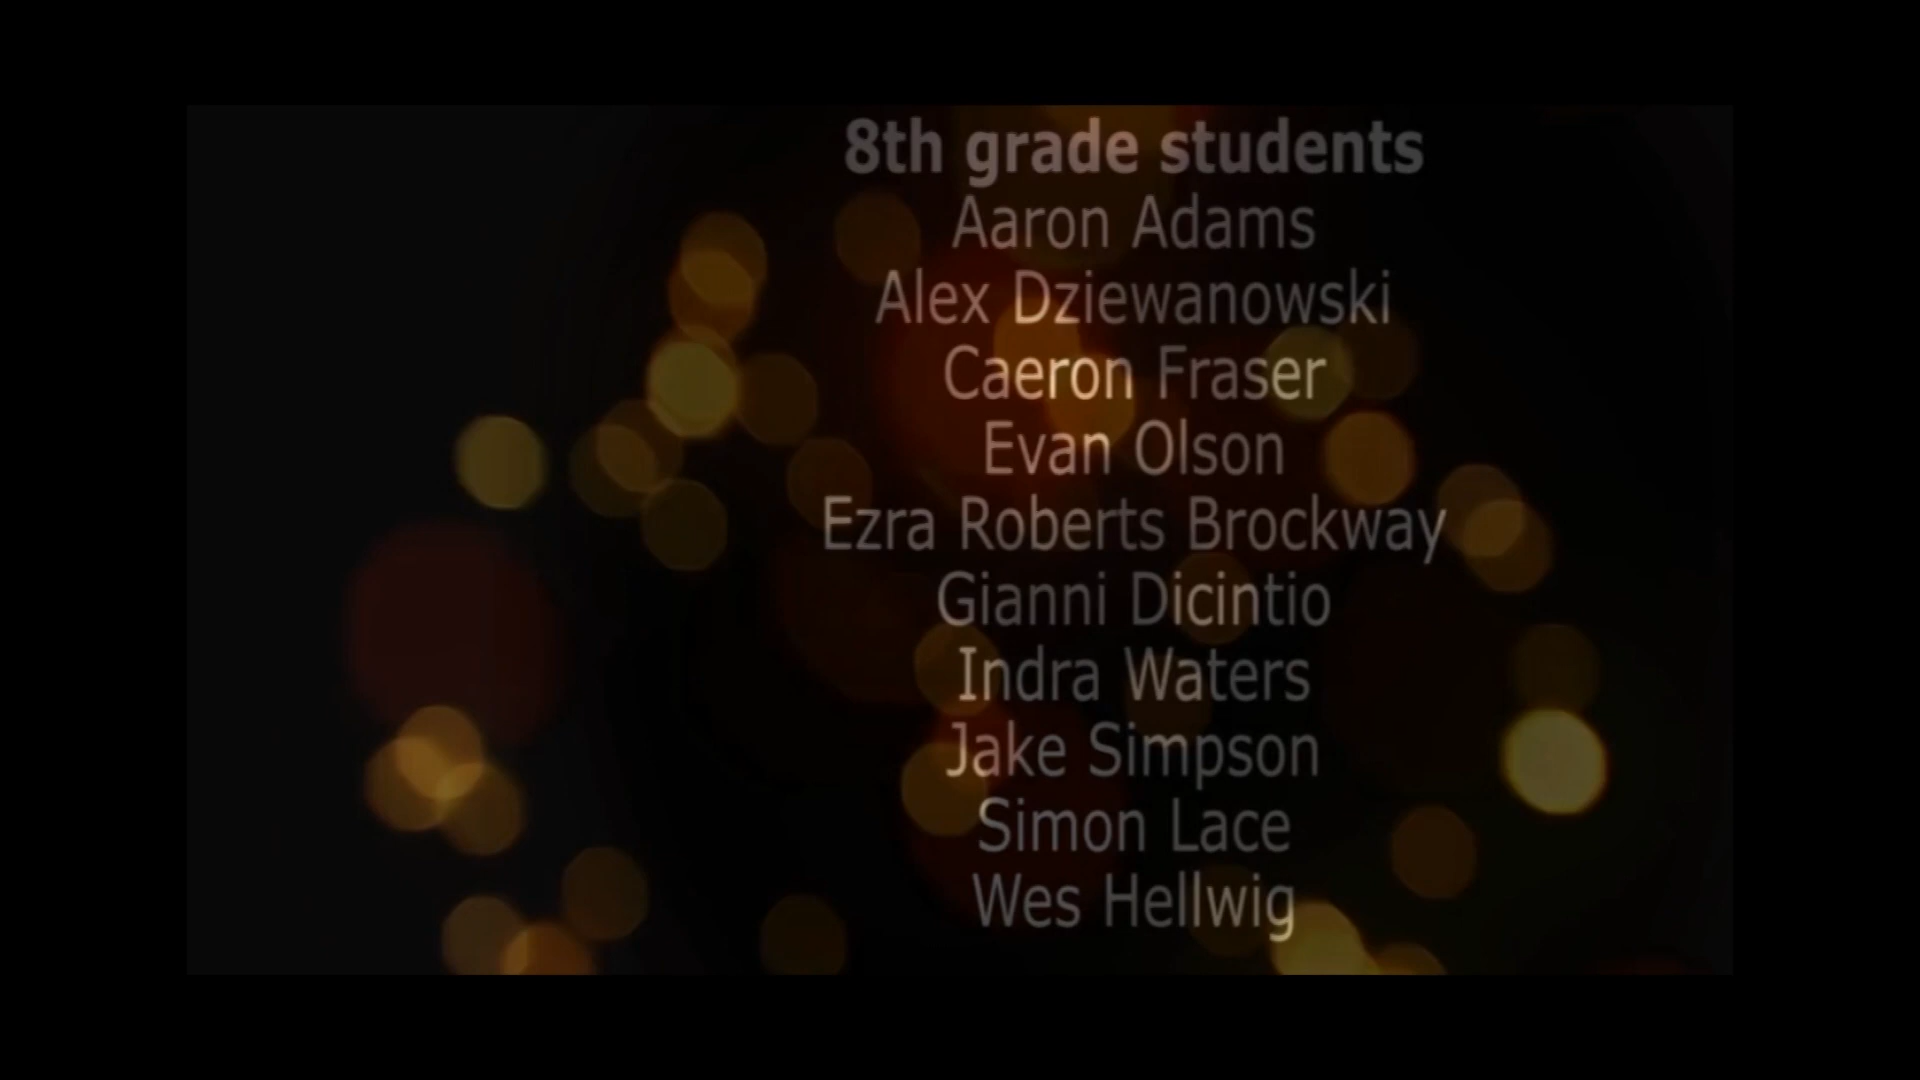 8th grade students
Aaron Adams
Alex Dziewanowski
Caeron Fraser
Evan Olson
Ezra Roberts Brockway
Gianni Dicintio
Indra Waters
Jake Simpson
Simon Lace
Wes Hellwig